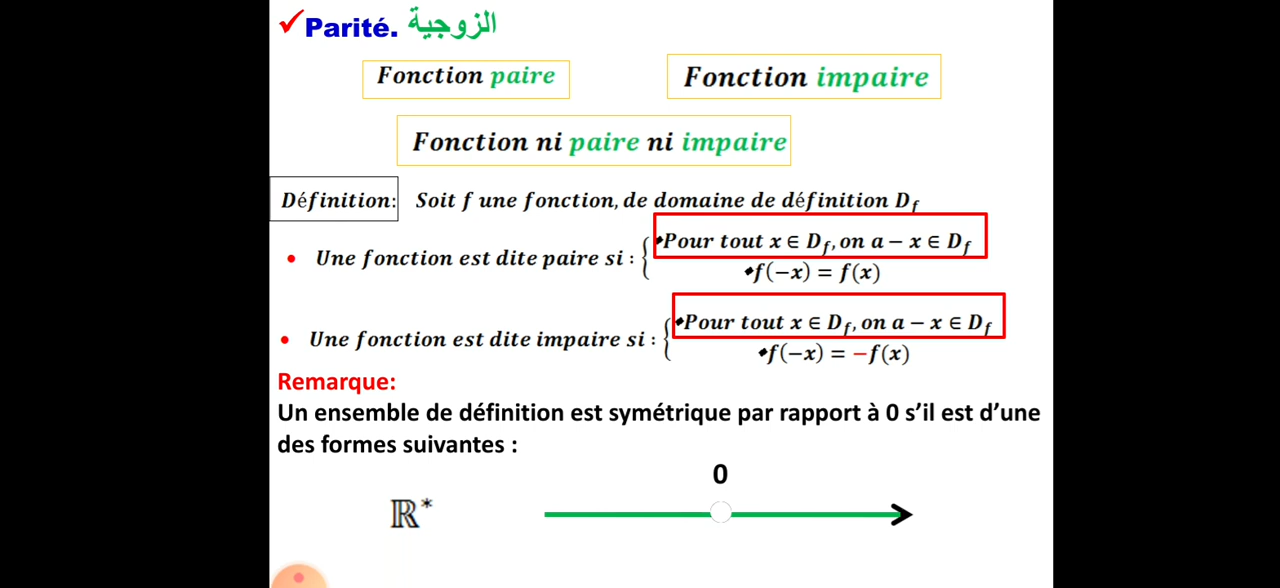 ✓Parité. الزوجية
Fonction paire
Fonction impaire
Fonction ni paire ni impaire
Définition: Soit f une fonction, de domaine de définition D_f
• Une fonction est dite paire si : { ◆Pour tout x ∈ D_f, on a − x ∈ D_f
◆f(−x) = f(x)
• Une fonction est dite impaire si : { ◆Pour tout x ∈ D_f, on a − x ∈ D_f
◆f(−x) = −f(x)
Remarque:
Un ensemble de définition est symétrique par rapport à 0 s’il est d’une
des formes suivantes :
0
ℝ*